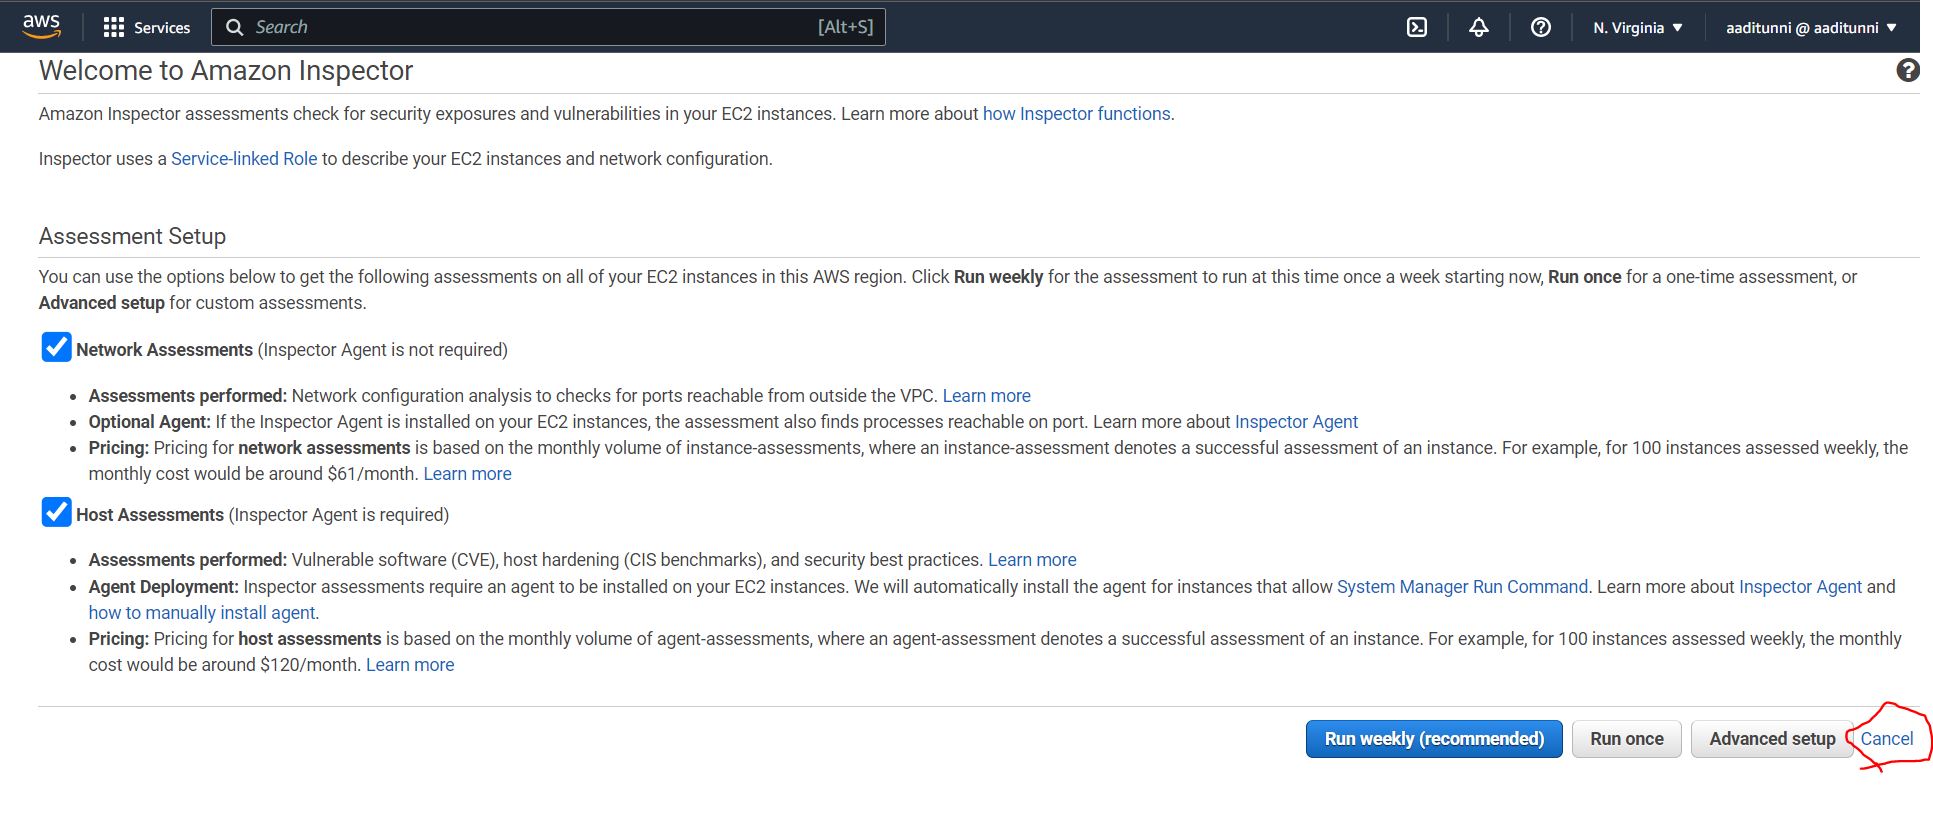 aws Services Search [Alt+S] N. Virginia aaditunni @ aaditunni
Welcome to Amazon Inspector
Amazon Inspector assessments check for security exposures and vulnerabilities in your EC2 instances. Learn more about how Inspector functions.
Inspector uses a Service-linked Role to describe your EC2 instances and network configuration.
Assessment Setup
You can use the options below to get the following assessments on all of your EC2 instances in this AWS region. Click Run weekly for the assessment to run at this time once a week starting now, Run once for a one-time assessment, or
Advanced setup for custom assessments.
Network Assessments (Inspector Agent is not required)
• Assessments performed: Network configuration analysis to checks for ports reachable from outside the VPC. Learn more
• Optional Agent: If the Inspector Agent is installed on your EC2 instances, the assessment also finds processes reachable on port. Learn more about Inspector Agent
• Pricing: Pricing for network assessments is based on the monthly volume of instance-assessments, where an instance-assessment denotes a successful assessment of an instance. For example, for 100 instances assessed weekly, the
monthly cost would be around $61/month. Learn more
Host Assessments (Inspector Agent is required)
• Assessments performed: Vulnerable software (CVE), host hardening (CIS benchmarks), and security best practices. Learn more
• Agent Deployment: Inspector assessments require an agent to be installed on your EC2 instances. We will automatically install the agent for instances that allow System Manager Run Command. Learn more about Inspector Agent and
how to manually install agent.
• Pricing: Pricing for host assessments is based on the monthly volume of agent-assessments, where an agent-assessment denotes a successful assessment of an instance. For example, for 100 instances assessed weekly, the monthly
cost would be around $120/month. Learn more
Run weekly (recommended) Run once Advanced setup Cancel